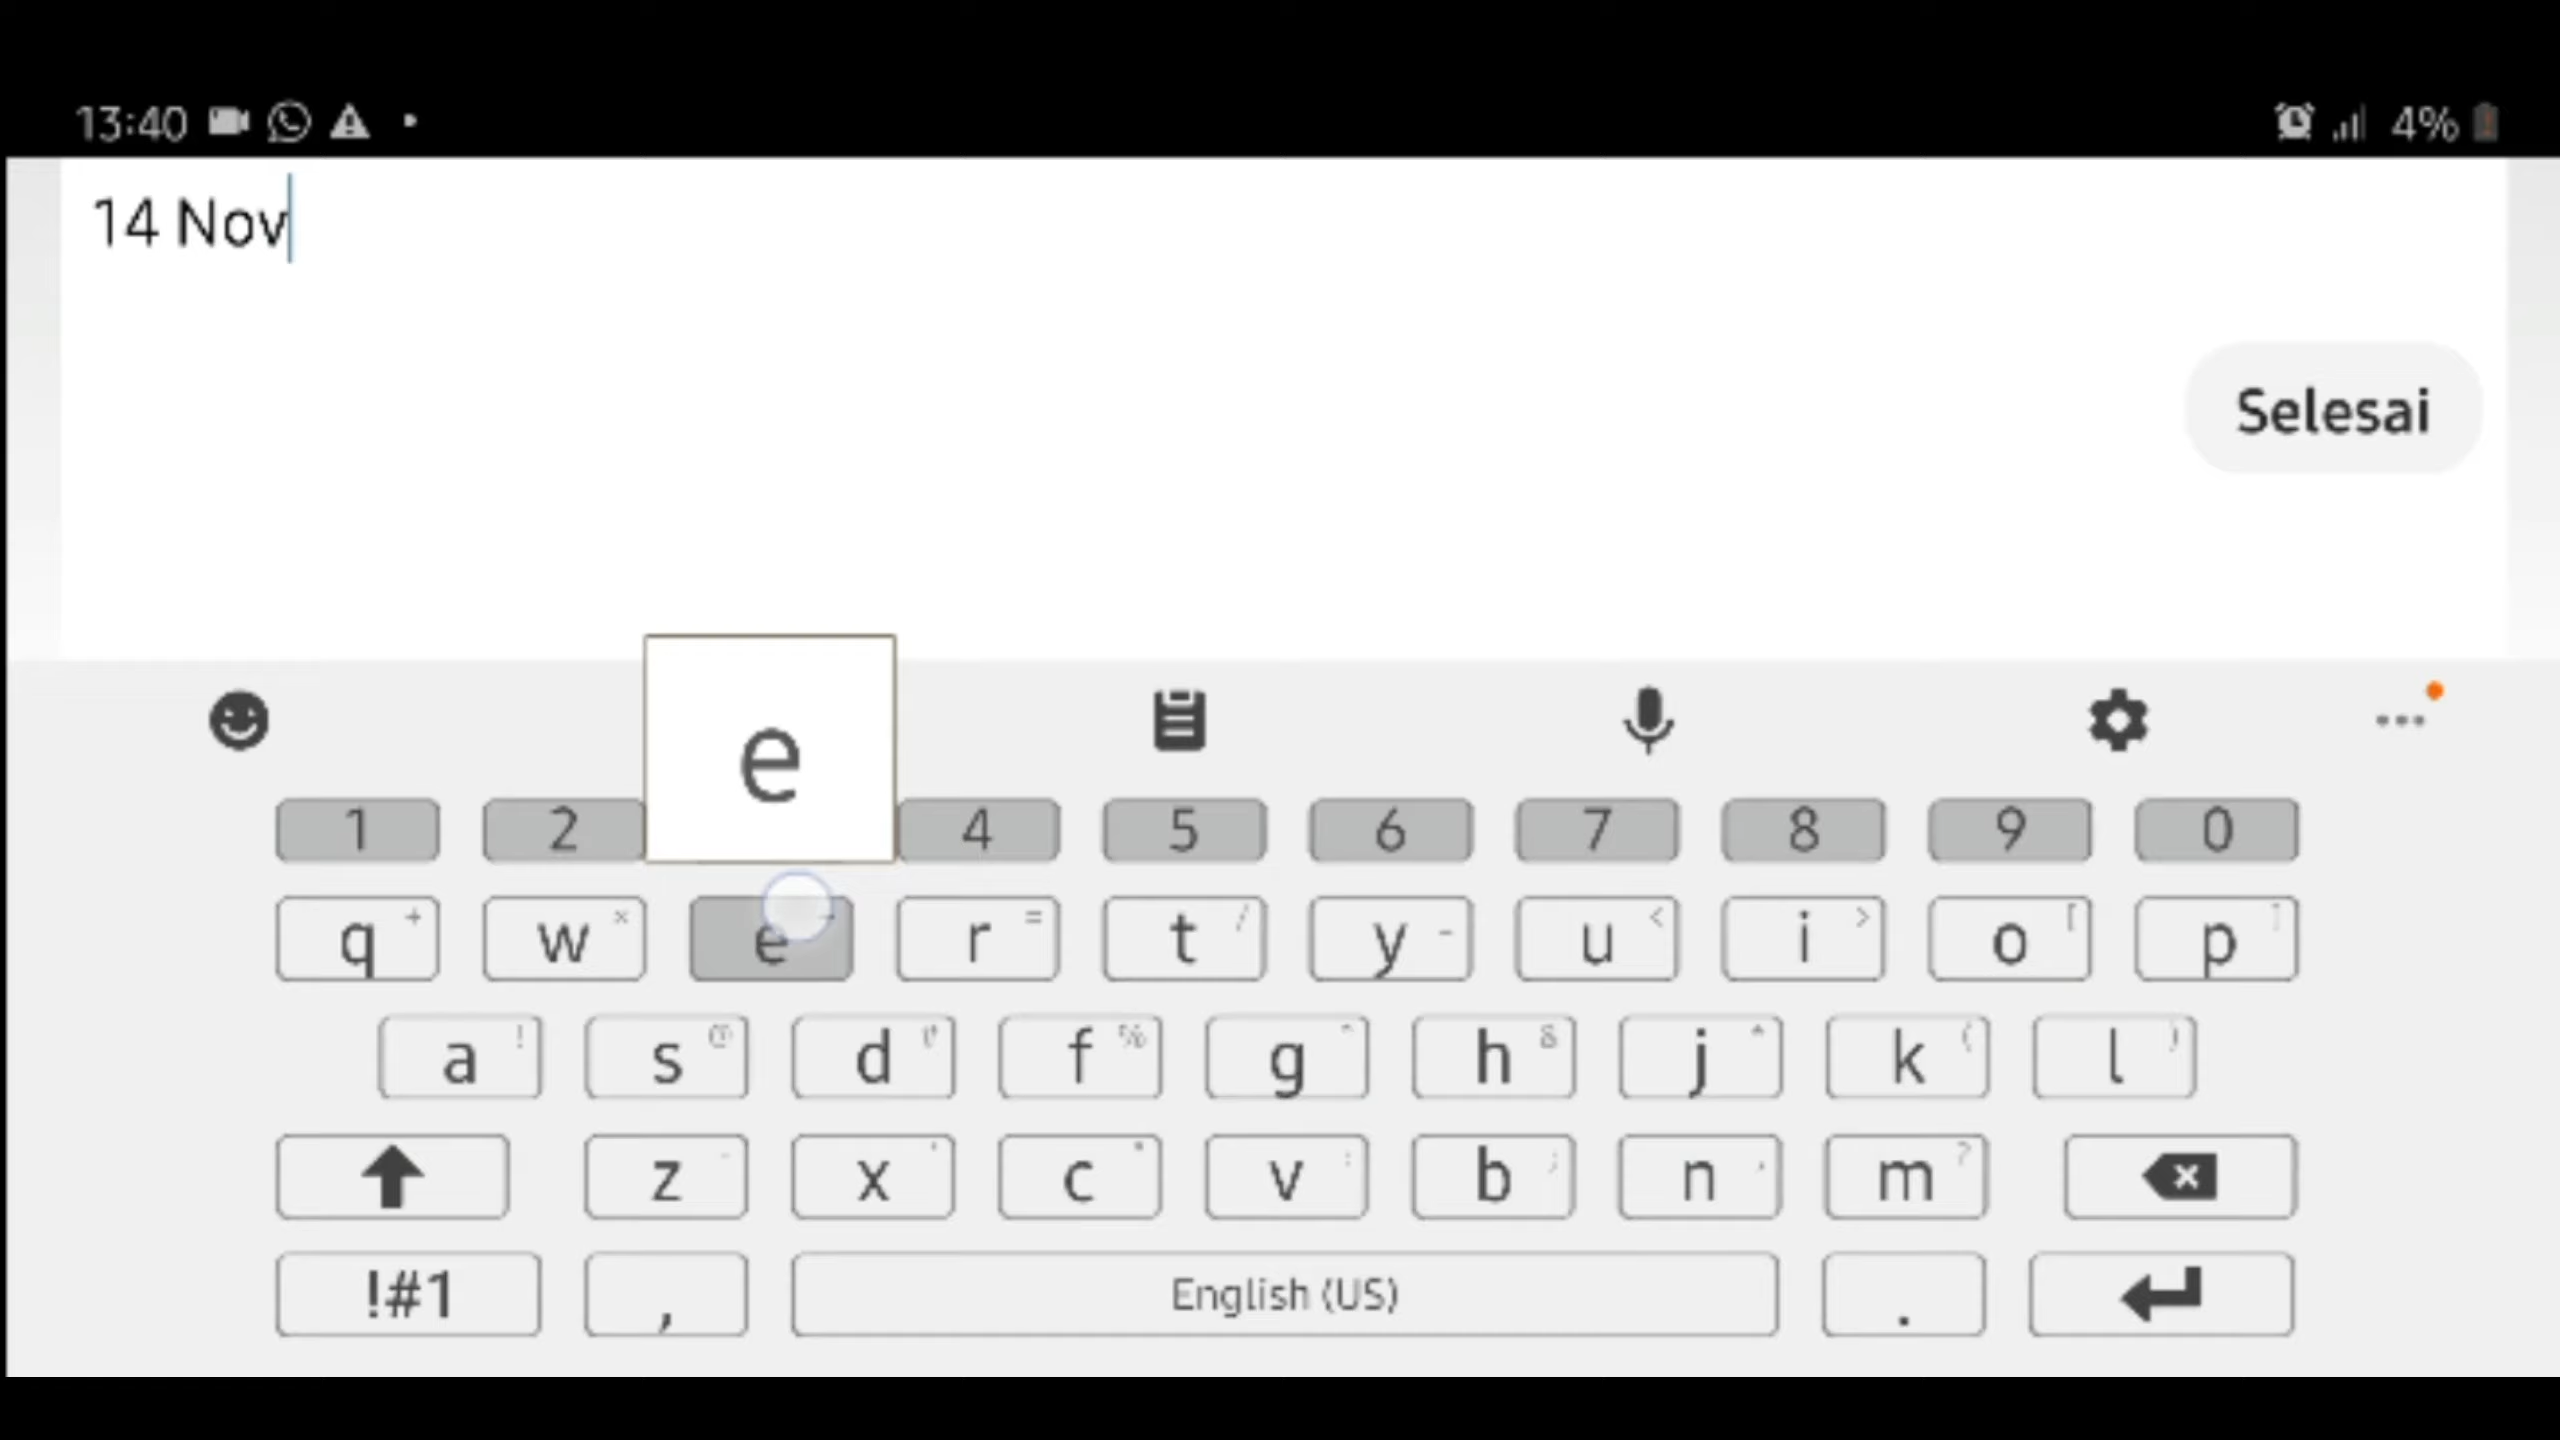 13:40 4%
14 Nov
Selesai
e
1 2 4 5 6 7 8 9 0
q + w × e r = t / y - u < i > o [ p ]
a ! s @ d # f % g ^ h & j * k ( l )
z - x ' c " v : b ; n , m ?
!#1 , English (US) .